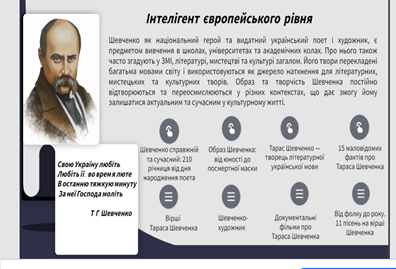 Інтелігент європейського рівня
Шевченко як національний герой та видатний український поет і художник, є
предметом вивчення в школах, університетах та академічних колах. Про нього також
часто згадують у ЗМІ, літературі, мистецтві та культурі загалом. Його твори перекладені
багатьма мовами світу і використовуються як джерело натхнення для літературних,
мистецьких та культурних творів. Образ та творчість Шевченка постійно
відтворюються та переосмислюються у різних контекстах, що дає змогу йому
залишатися актуальним та сучасним у культурному житті.
Свою Україну любіть
Любіть її во время люте
В останню тяжкую минуту
За неї Господа моліть
Т Г Шевченко
Шевченко справжній
та сучасний: 210
річниця від дня
народження поета
Образ Шевченка:
від юності до
посмертної маски
Тарас Шевченко —
творець літературної
української мови
15 маловідомих
фактів про
Тараса Шевченка
Вірші
Тараса Шевченка
Шевченко-
художник
Документальні
фільми про
Тараса Шевченка
Від фолку до року.
11 пісень на вірші
Шевченка